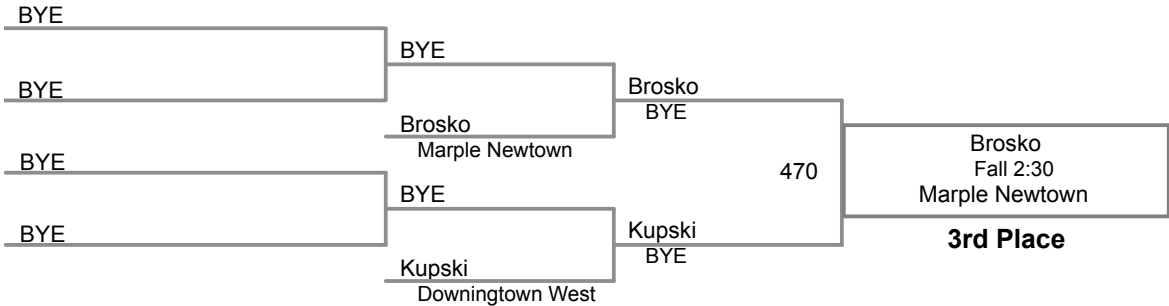 BYE
BYE
BYE
Brosko
BYE
Brosko
Marple Newtown
BYE
470
Brosko
Fall 2:30
Marple Newtown
3rd Place
BYE
BYE
Kupski
BYE
Kupski
Downingtown West